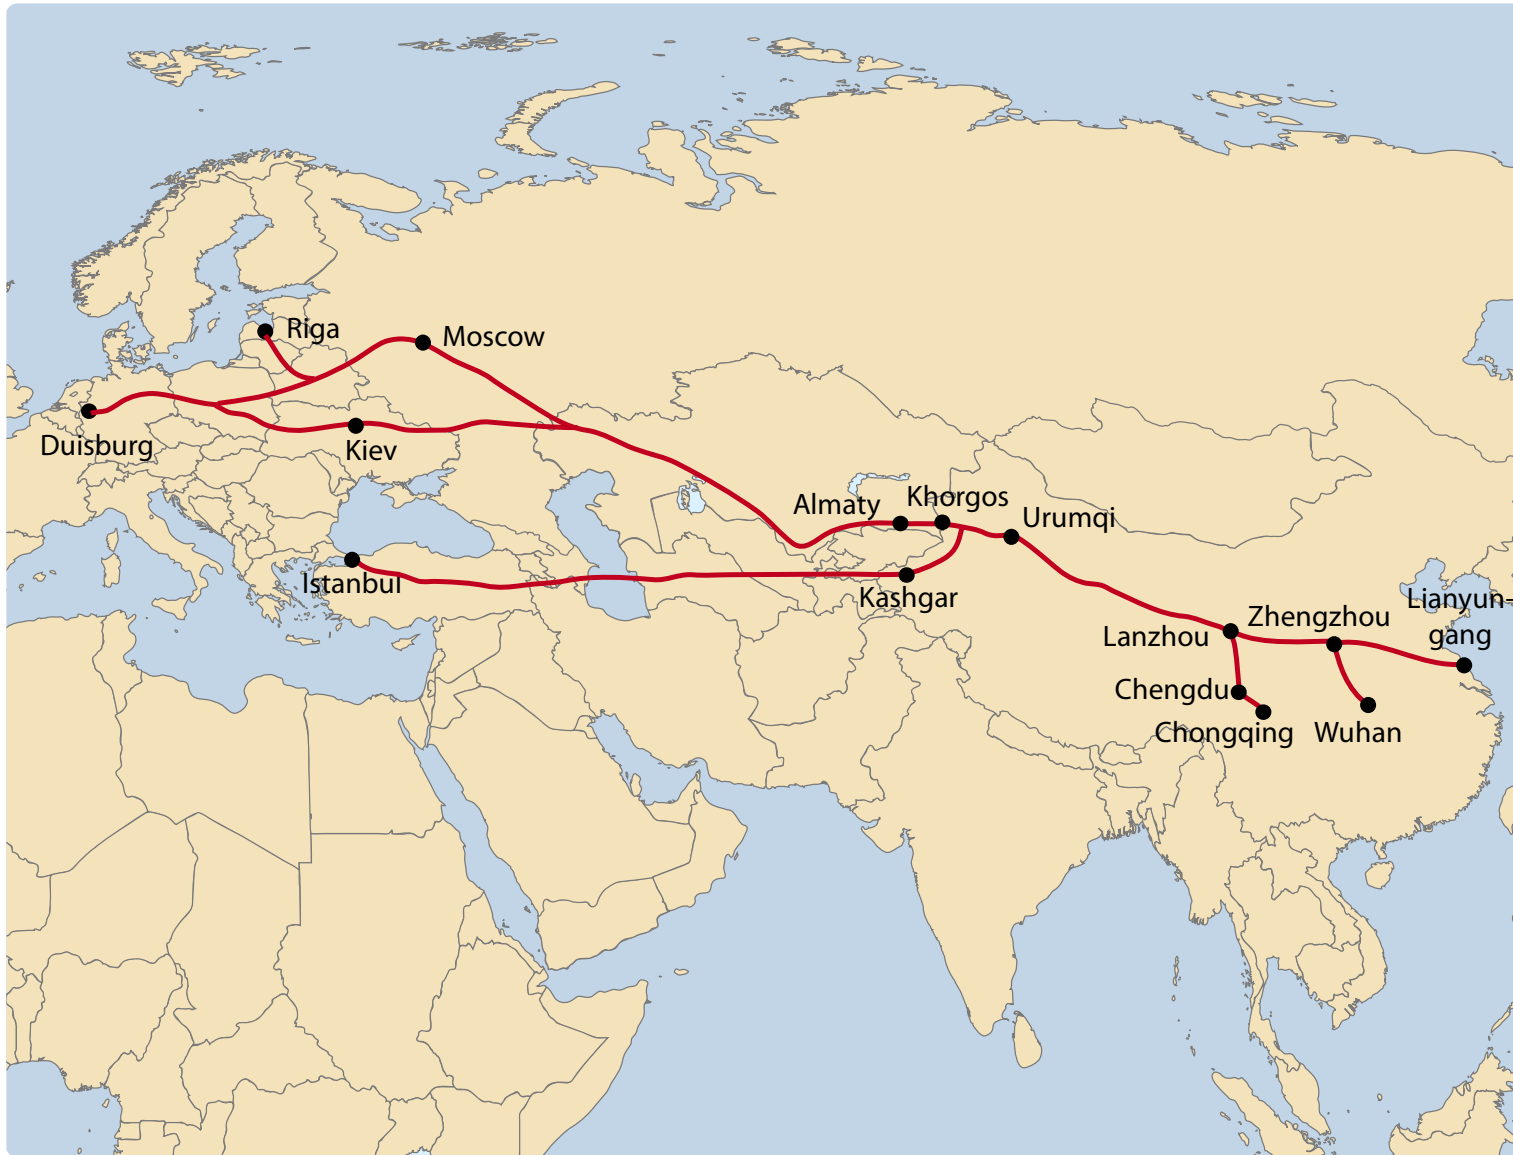 Riga
Moscow
Duisburg
Kiev
Almaty
Khorgos
Urumqi
Istanbul
Kashgar
Lianyun-
gang
Zhengzhou
Lanzhou
Chengdu
Chongqing
Wuhan